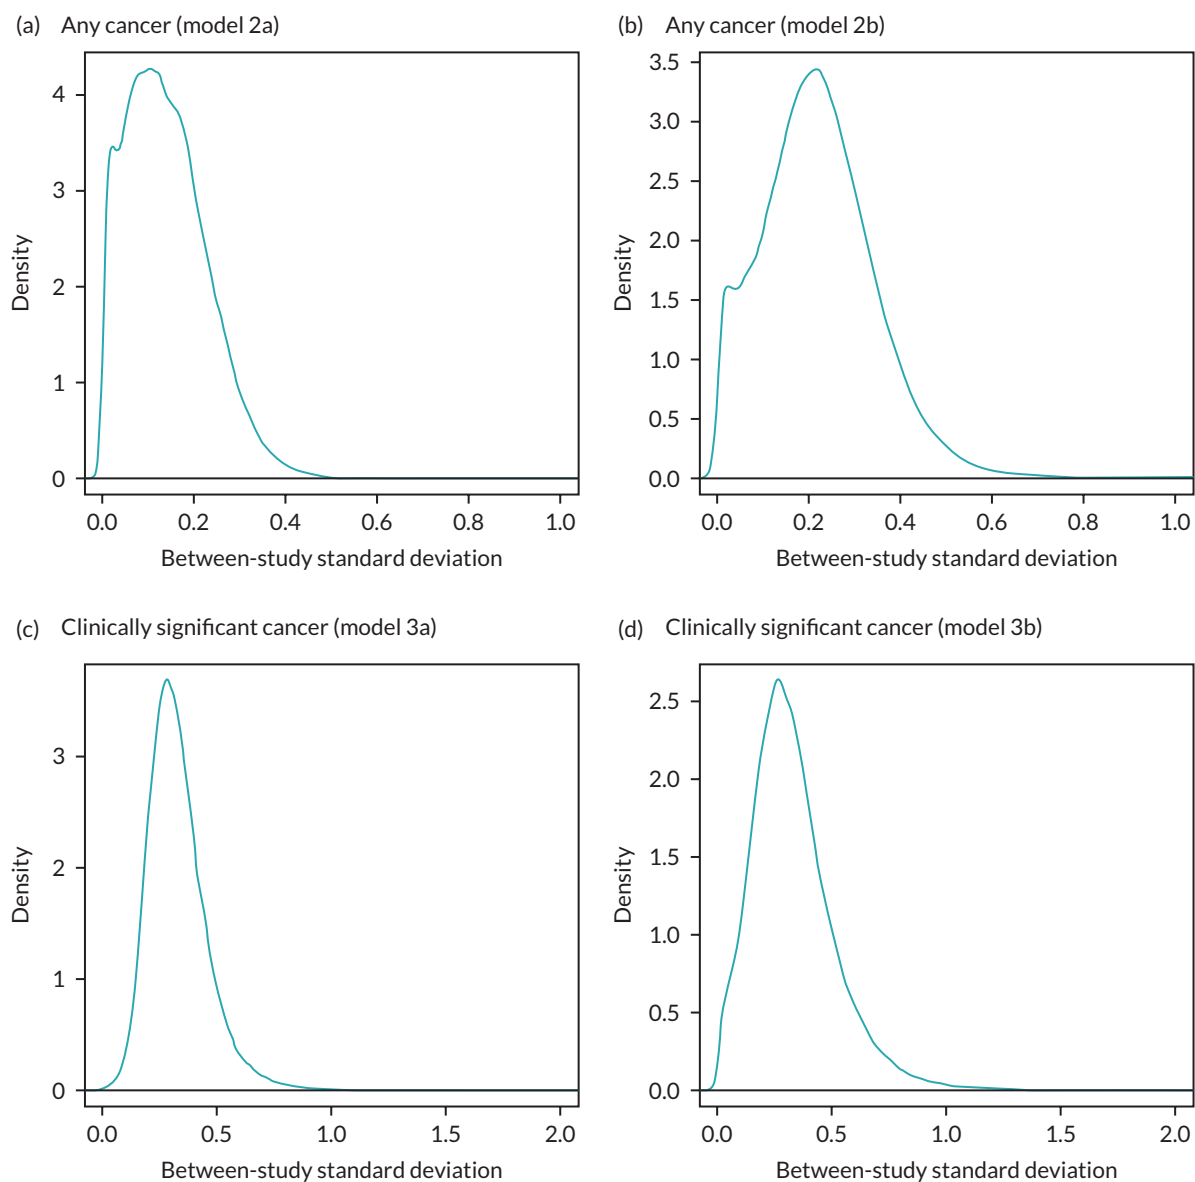 (a) Any cancer (model 2a)
4
3
2
1
0
Density
0.0 0.2 0.4 0.6 0.8 1.0
Between-study standard deviation
(b) Any cancer (model 2b)
3.5
3.0
2.5
2.0
1.5
1.0
0.5
0.0
Density
0.0 0.2 0.4 0.6 0.8 1.0
Between-study standard deviation
(c) Clinically significant cancer (model 3a)
3
2
1
0
Density
0.0 0.5 1.0 1.5 2.0
Between-study standard deviation
(d) Clinically significant cancer (model 3b)
2.5
2.0
1.5
1.0
0.5
0.0
Density
0.0 0.5 1.0 1.5 2.0
Between-study standard deviation